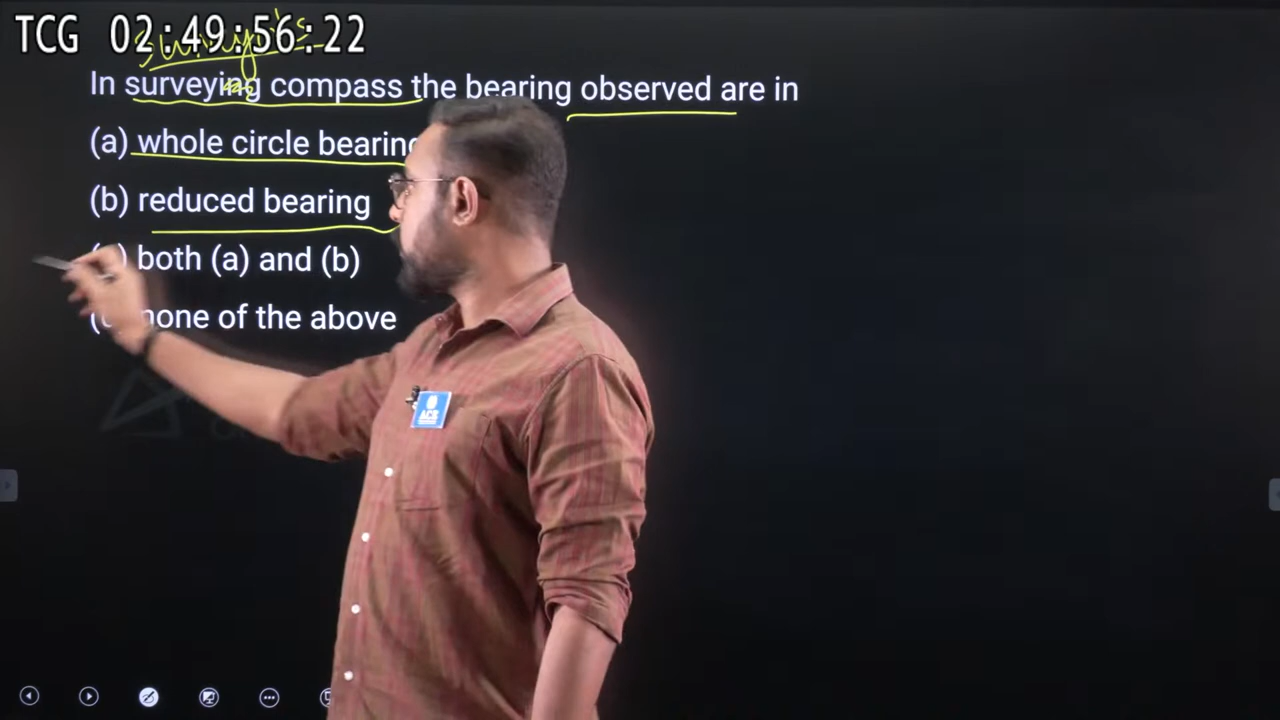 TCG 02:49:56:22
In surveying compass the bearing observed are in
(a) whole circle bearing
(b) reduced bearing
both (a) and (b)
none of the above
ACE